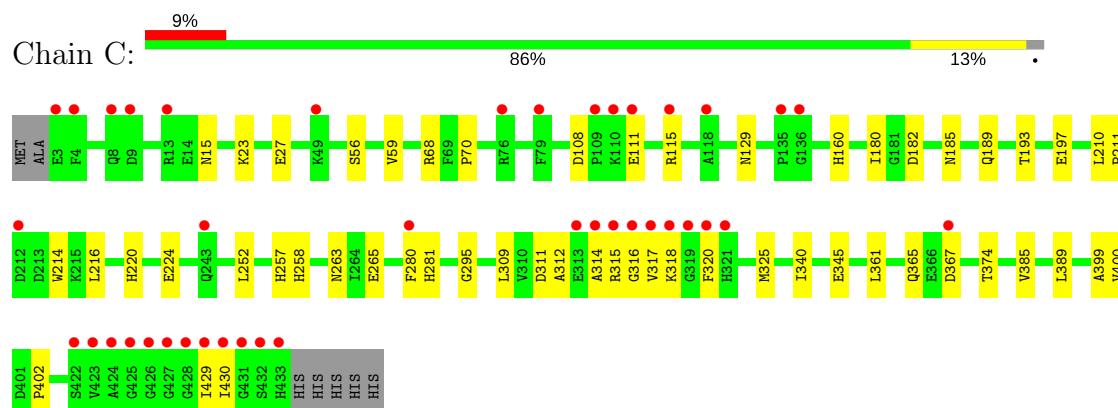 9%
Chain C:
86% 13% •
MET ALA E3 F4 Q8 D9 R13 E14 N15 K23 E27 K49 S56 V59 R68 F69 P70 R76 F79 D108 P109 K110 E111 R115 A118 N129 P135 G136 H160 I180 G181 D182 N185 Q189 T193 E197 L210
D212 D213 W214 K215 L216 H220 E224 Q243 L252 H257 H258 N263 I264 E265 F280 H281 G295 L309 V310 D311 A312 E313 A314 R315 G316 V317 K318 G319 F320 H321 M325 I340 E345 L361 Q365 E366 D367 T374 V385 L389 A399 V400
D401 P402 S422 V423 A424 G425 G426 G427 G428 I429 I430 G431 S432 H433 HIS HIS HIS HIS HIS